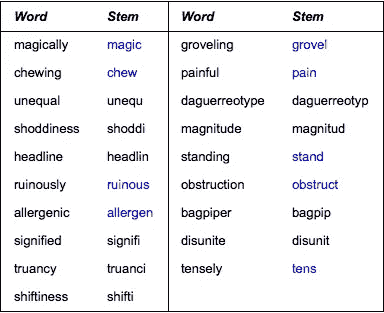 Word Stem Word Stem
magically magic groveling grovel
chewing chew painful pain
unequal unequ daguerreotype daguerreotyp
shoddiness shoddi magnitude magnitud
headline headlin standing stand
ruinously ruinous obstruction obstruct
allergenic allergen bagpiper bagpip
signified signifi disunite disunit
truancy truanci tensely tens
shiftiness shifti